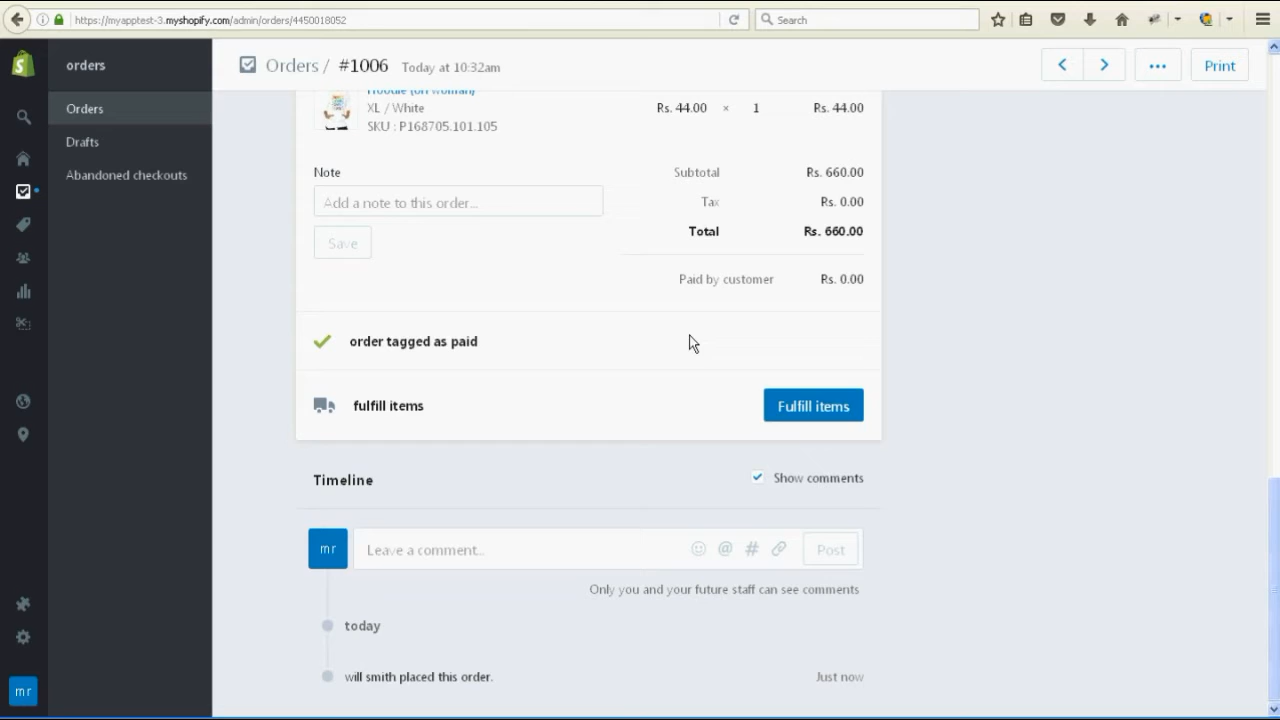 https://myapptest-3.myshopify.com/admin/orders/4450018052
Search
orders
Orders / #1006 Today at 10:32am
Print
Orders
Drafts
Abandoned checkouts
Hoodie (on woman)
XL / White
SKU : P168705.101.105
Rs. 44.00 × 1 Rs. 44.00
Note
Add a note to this order...
Save
Subtotal Rs. 660.00
Tax Rs. 0.00
Total Rs. 660.00
Paid by customer Rs. 0.00
order tagged as paid
fulfill items
Fulfill items
Timeline
Show comments
mr
Leave a comment...
Post
Only you and your future staff can see comments
today
will smith placed this order.
Just now
mr